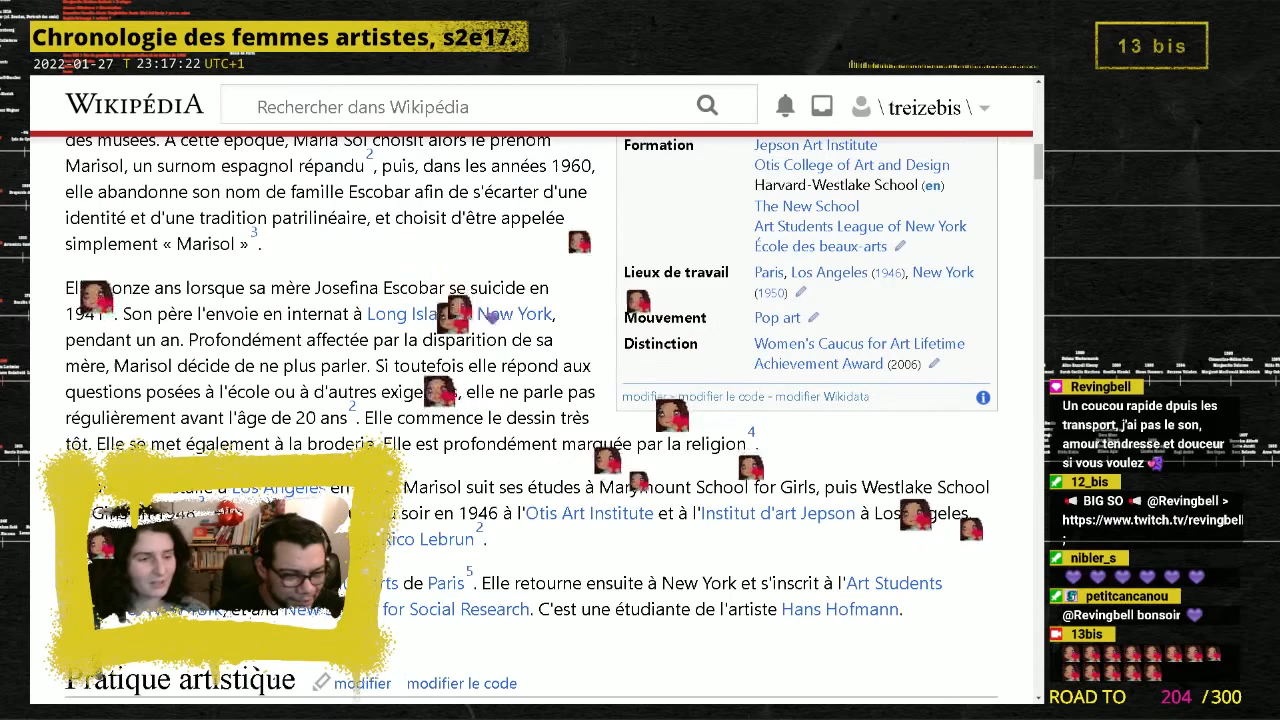 Chronologie des femmes artistes, s2e17.
2022-01-27 T 23:17:22 UTC+1
13 bis
WIKIPÉDIA
Rechercher dans Wikipédia
\ treizebis \
des musées. À cette époque, María Sol choisit alors le prénom
Marisol, un surnom espagnol répandu 2, puis, dans les années 1960,
elle abandonne son nom de famille Escobar afin de s'écarter d'une
identité et d'une tradition patrilinéaire, et choisit d'être appelée
simplement « Marisol » 3.
onze ans lorsque sa mère Josefina Escobar se suicide en
1941. Son père l'envoie en internat à Long New York,
pendant un an. Profondément affectée par la disparition de sa
mère, Marisol décide de ne plus parler. Si toutefois elle répond aux
questions posées à l'école ou à d'autres elle ne parle pas
régulièrement avant l'âge de 20 ans 2. Elle commence le dessin très
tôt. Elle se met également à la broderie. Elle est profondément marquée par la religion 4.
Los Angeles en Marisol suit ses études à Marymount School for Girls, puis Westlake School
soir en 1946 à l'Otis Art Institute et à l'Institut d'art Jepson à Los
Rico Lebrun 2.
de Paris 5. Elle retourne ensuite à New York et s'inscrit à l'Art Students
for Social Research. C'est une étudiante de l'artiste Hans Hofmann.
Pratique artistique modifier modifier le code
Formation
Jepson Art Institute
Otis College of Art and Design
Harvard-Westlake School (en)
The New School
Art Students League of New York
École des beaux-arts
Lieux de travail
Paris, Los Angeles (1946), New York
(1950)
Mouvement
Pop art
Distinction
Women's Caucus for Art Lifetime
Achievement Award (2006)
modifier - modifier le code - modifier Wikidata
Revingbell
Un coucou rapide dpuis les
transport, j'ai pas le son,
amour tendresse et douceur
si vous voulez
12_bis
BIG SO @Revingbell >
https://www.twitch.tv/revingbell
;
nibler_s
petitcancanou
@Revingbell bonsoir
13bis
ROAD TO 204 /300